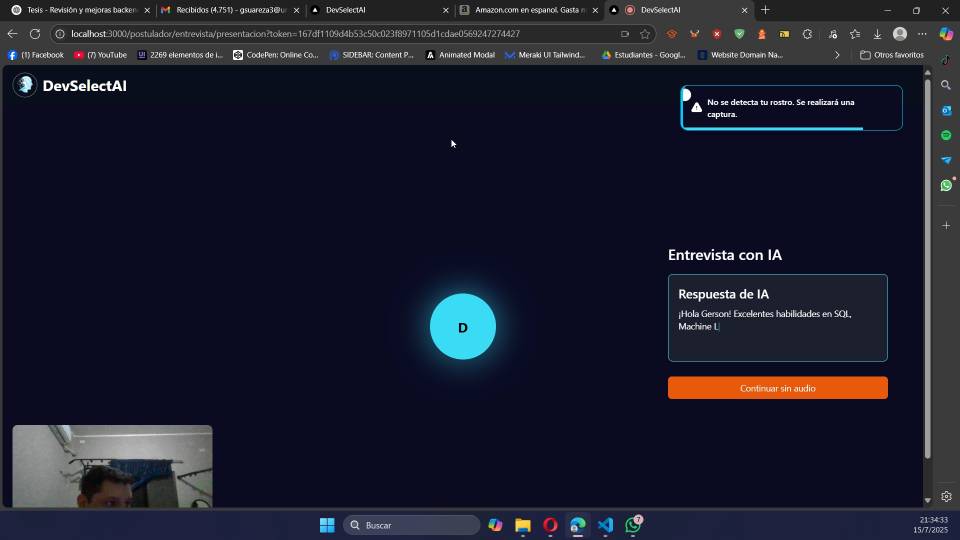 Tesis - Revisión y mejoras backen
Recibidos (4.751) - gsuareza3@u
DevSelectAI
Amazon.com en espanol. Gasta m
DevSelectAI
localhost:3000/postulador/entrevista/presentacion?token=167df1109d4b53c50c023f8971105d1cdae0569247274427
(1) Facebook
(7) YouTube
2269 elementos de i...
CodePen: Online Co...
SIDEBAR: Content P...
Animated Modal
Meraki UI Tailwind...
Estudiantes - Googl...
Website Domain Na...
Otros favoritos
DevSelectAI
No se detecta tu rostro. Se realizará una
captura.
Entrevista con IA
Respuesta de IA
¡Hola Gerson! Excelentes habilidades en SQL,
Machine L
D
Continuar sin audio
Buscar
7
21:34:33
15/7/2025